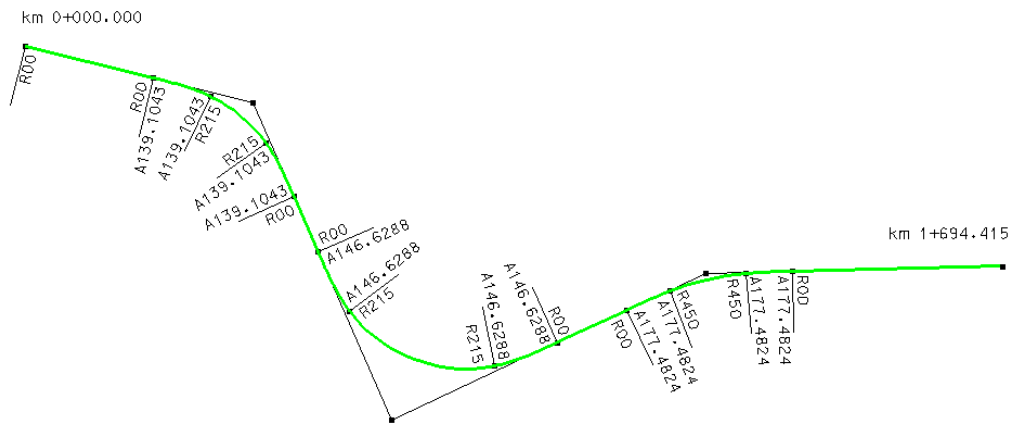 km 0+000.000
R00
R00
A139.1043
A139.1043
R215
R215
A139.1043
A139.1043
R00
R00
A146.6288
A146.6288
R215
A146.6288
R215
A146.6288
R00
R00
A177.4824
R450
A177.4824
A177.4824
R450
R00
A177.4824
km 1+694.415